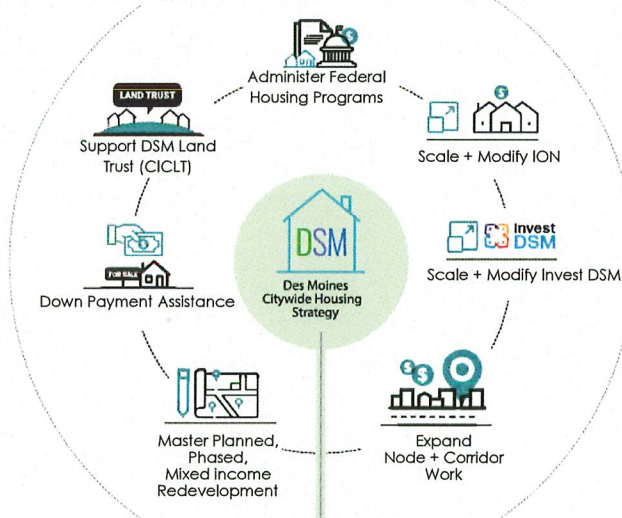 Administer Federal
Housing Programs
LAND TRUST
Support DSM Land
Trust (CICLT)
Scale + Modify ION
DSM
Des Moines
Citywide Housing
Strategy
Invest
DSM
Scale + Modify Invest DSM
FOR SALE
Down Payment Assistance
Master Planned,
Phased,
Mixed income
Redevelopment
Expand
Node + Corridor
Work